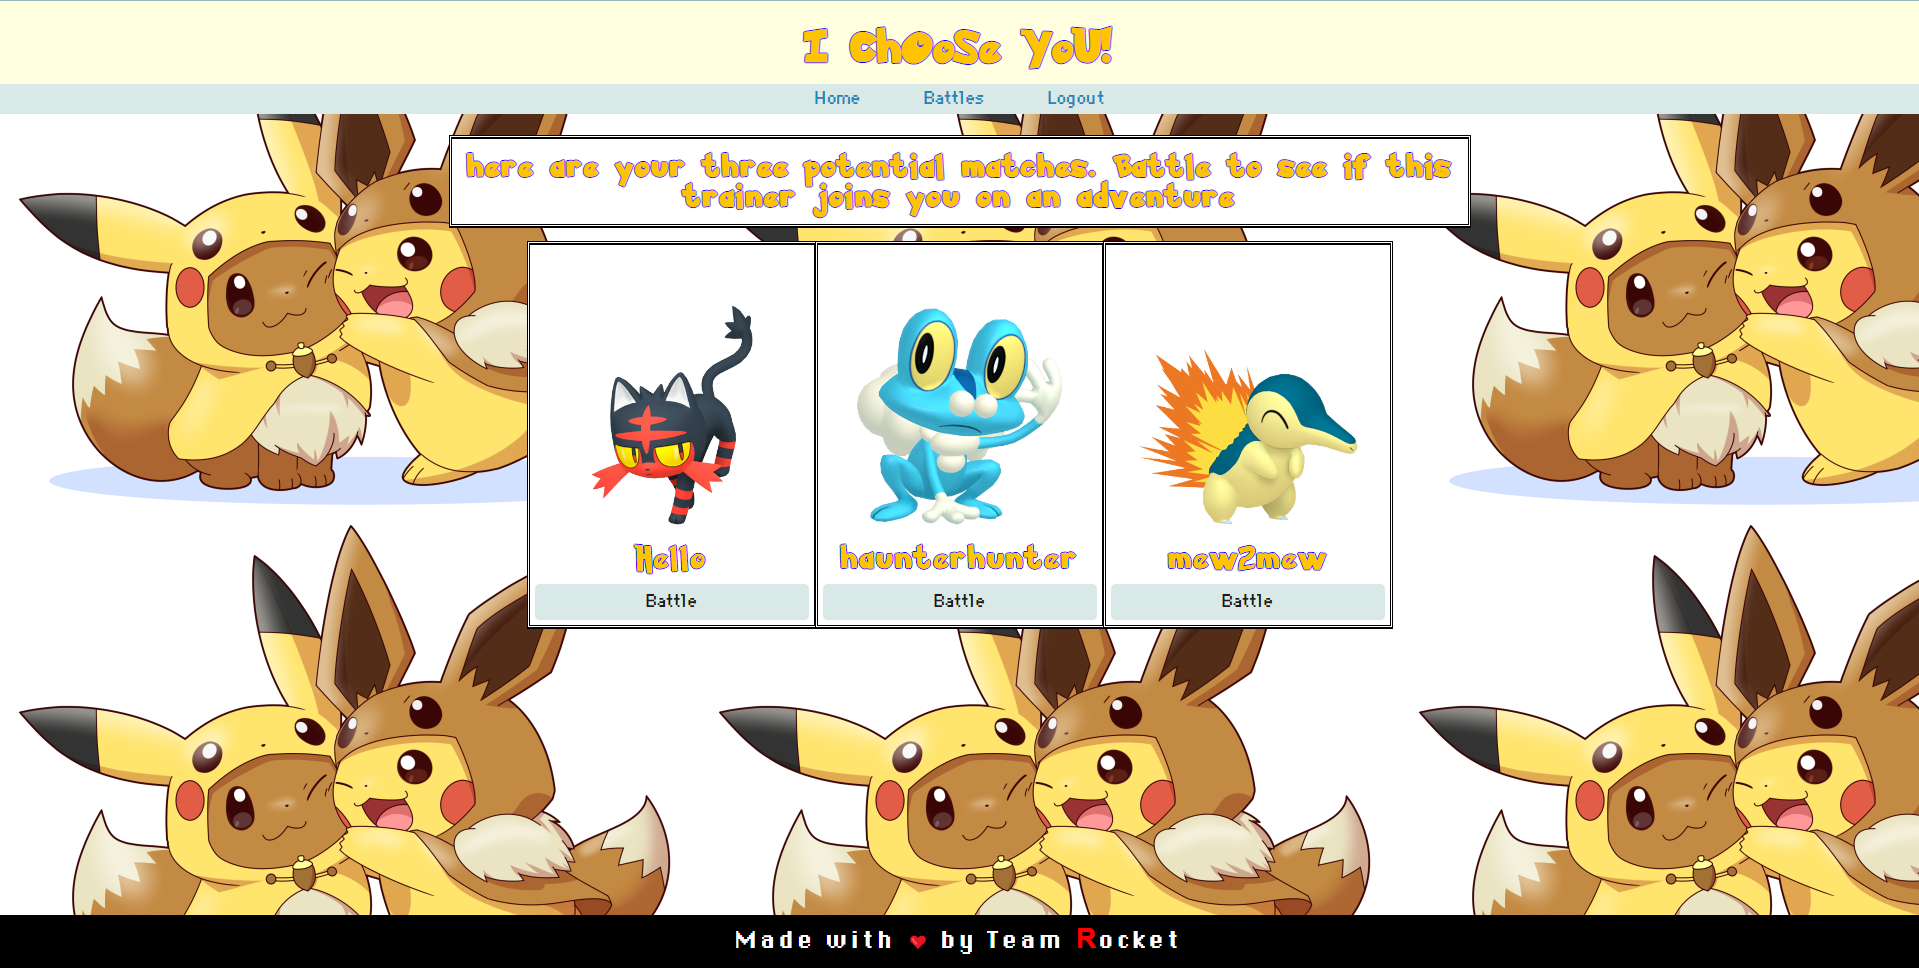 I ChOoSe YoU!
Home Battles Logout
here are your three potential matches. Battle to see if this
trainer joins you on an adventure
Hello haunterhunter mew2mew
Battle Battle Battle
Made with ❤ by Team Rocket